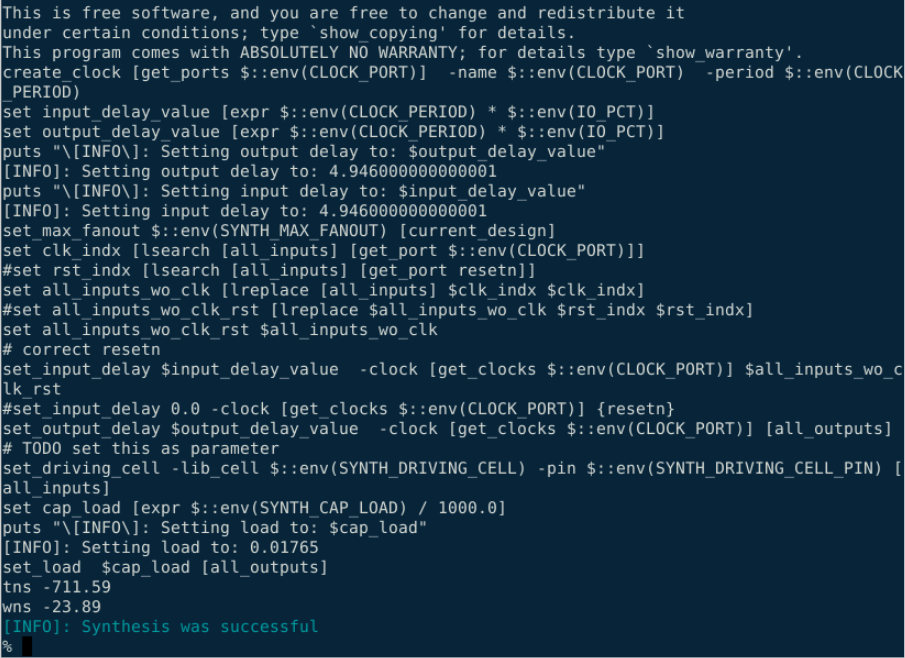 This is free software, and you are free to change and redistribute it
under certain conditions; type `show_copying' for details.
This program comes with ABSOLUTELY NO WARRANTY; for details type `show_warranty'.
create_clock [get_ports $::env(CLOCK_PORT)]  -name $::env(CLOCK_PORT)  -period $::env(CLOCK
_PERIOD)
set input_delay_value [expr $::env(CLOCK_PERIOD) * $::env(IO_PCT)]
set output_delay_value [expr $::env(CLOCK_PERIOD) * $::env(IO_PCT)]
puts "\[INFO\]: Setting output delay to: $output_delay_value"
[INFO]: Setting output delay to: 4.946000000000001
puts "\[INFO\]: Setting input delay to: $input_delay_value"
[INFO]: Setting input delay to: 4.946000000000001
set_max_fanout $::env(SYNTH_MAX_FANOUT) [current_design]
set clk_indx [lsearch [all_inputs] [get_port $::env(CLOCK_PORT)]]
#set rst_indx [lsearch [all_inputs] [get_port resetn]]
set all_inputs_wo_clk [lreplace [all_inputs] $clk_indx $clk_indx]
#set all_inputs_wo_clk_rst [lreplace $all_inputs_wo_clk $rst_indx $rst_indx]
set all_inputs_wo_clk_rst $all_inputs_wo_clk
# correct resetn
set_input_delay $input_delay_value  -clock [get_clocks $::env(CLOCK_PORT)] $all_inputs_wo_c
lk_rst
#set_input_delay 0.0 -clock [get_clocks $::env(CLOCK_PORT)] {resetn}
set_output_delay $output_delay_value  -clock [get_clocks $::env(CLOCK_PORT)] [all_outputs]
# TODO set this as parameter
set_driving_cell -lib_cell $::env(SYNTH_DRIVING_CELL) -pin $::env(SYNTH_DRIVING_CELL_PIN) [
all_inputs]
set cap_load [expr $::env(SYNTH_CAP_LOAD) / 1000.0]
puts "\[INFO\]: Setting load to: $cap_load"
[INFO]: Setting load to: 0.01765
set_load  $cap_load [all_outputs]
tns -711.59
wns -23.89
[INFO]: Synthesis was successful
%